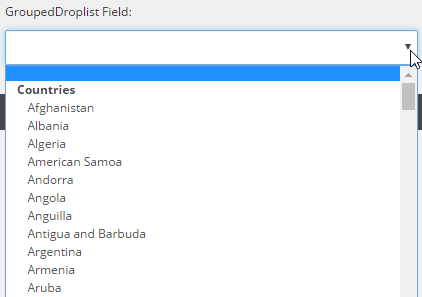 GroupedDroplist Field:
Countries
Afghanistan
Albania
Algeria
American Samoa
Andorra
Angola
Anguilla
Antigua and Barbuda
Argentina
Armenia
Aruba